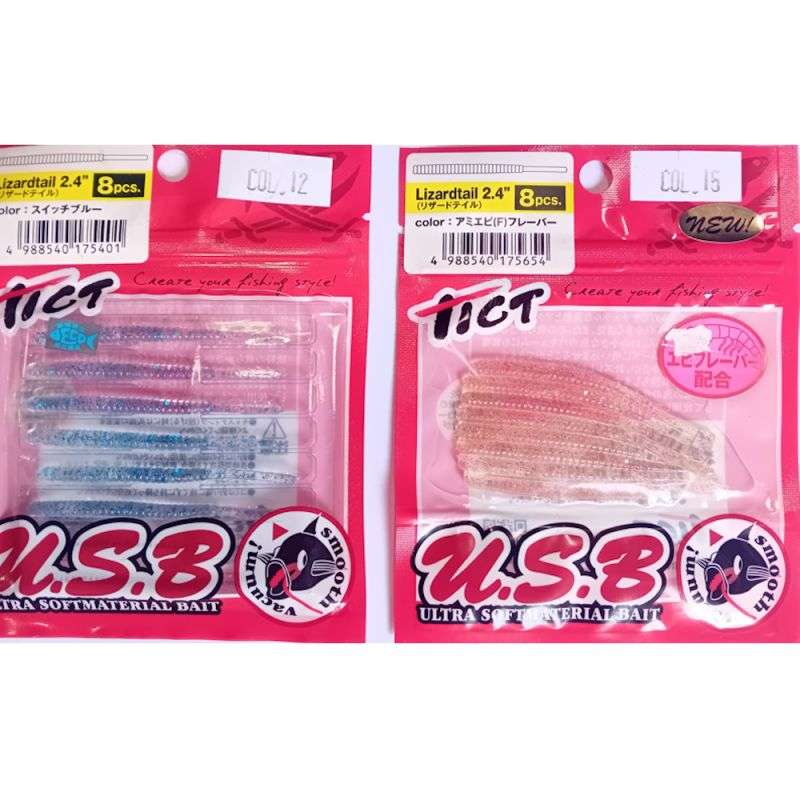 Lizardtail 2.4"
(リザードテイル)
8pcs.
COL.12
olor : スイッチブルー
4 988540 175401
TICT
Create your fishing style!
U.S.B
LTRA SOFTMATERIAL BAIT
smooth
vacuum!
Lizardtail 2.4"
(リザードテイル)
8pcs.
COL.15
color : アミエビ(F)フレーバー
NEW!
4 988540 175654
TICT
Create your fishing style!
エビフレーバー
配合
U.S.B
ULTRA SOFTMATERIAL BAIT
smooth